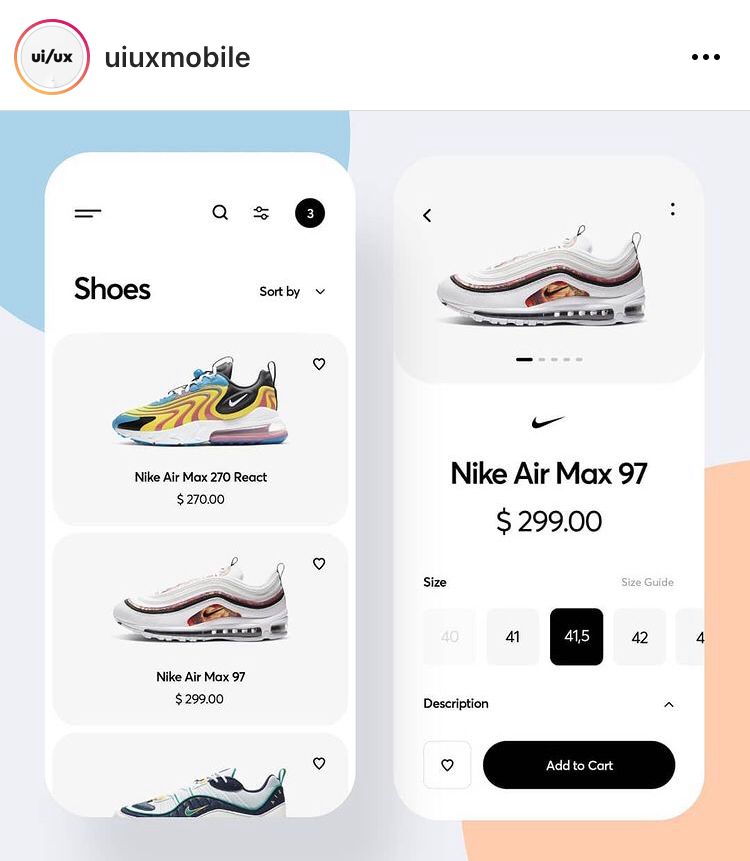 ui/ux
uiuxmobile
3
Shoes
Sort by
Nike Air Max 270 React
$ 270.00
Nike Air Max 97
$ 299.00
Nike Air Max 97
$ 299.00
Size
Size Guide
40
41
41,5
42
4
Description
Add to Cart